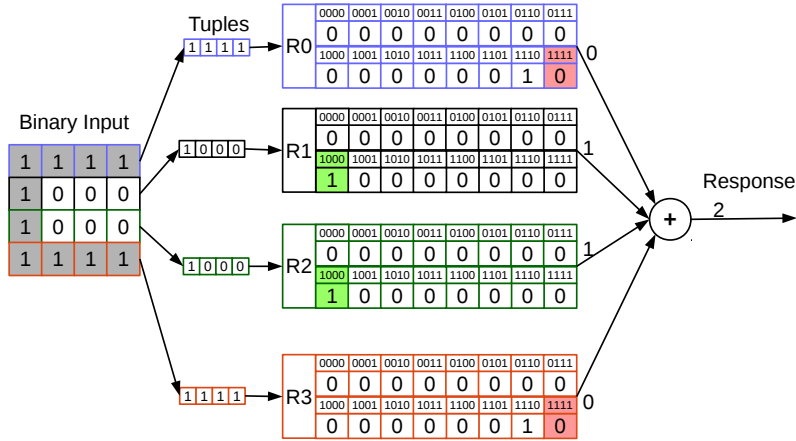 Tuples
Binary Input
Response
1 1 1 1
1 0 0 0
1 0 0 0
1 1 1 1
1 1 1 1
R0
0000 0001 0010 0011 0100 0101 0110 0111
0 0 0 0 0 0 0 0
1000 1001 1010 1011 1100 1101 1110 1111
0 0 0 0 0 0 1 0
0
1 0 0 0
R1
0000 0001 0010 0011 0100 0101 0110 0111
0 0 0 0 0 0 0 0
1000 1001 1010 1011 1100 1101 1110 1111
1 0 0 0 0 0 0 0
1
1 0 0 0
R2
0000 0001 0010 0011 0100 0101 0110 0111
0 0 0 0 0 0 0 0
1000 1001 1010 1011 1100 1101 1110 1111
1 0 0 0 0 0 0 0
1
1 1 1 1
R3
0000 0001 0010 0011 0100 0101 0110 0111
0 0 0 0 0 0 0 0
1000 1001 1010 1011 1100 1101 1110 1111
0 0 0 0 0 0 1 0
0
+
2